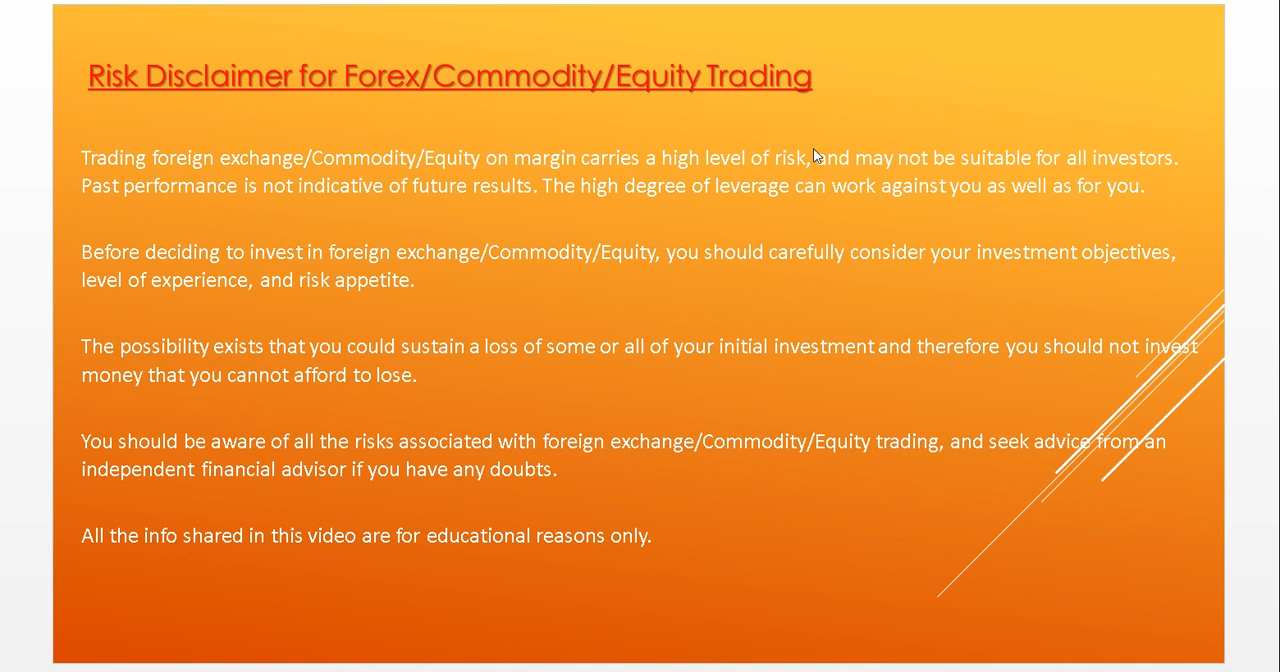 Risk Disclaimer for Forex/Commodity/Equity Trading
Trading foreign exchange/Commodity/Equity on margin carries a high level of risk, and may not be suitable for all investors.
Past performance is not indicative of future results. The high degree of leverage can work against you as well as for you.
Before deciding to invest in foreign exchange/Commodity/Equity, you should carefully consider your investment objectives,
level of experience, and risk appetite.
The possibility exists that you could sustain a loss of some or all of your initial investment and therefore you should not invest
money that you cannot afford to lose.
You should be aware of all the risks associated with foreign exchange/Commodity/Equity trading, and seek advice from an
independent financial advisor if you have any doubts.
All the info shared in this video are for educational reasons only.